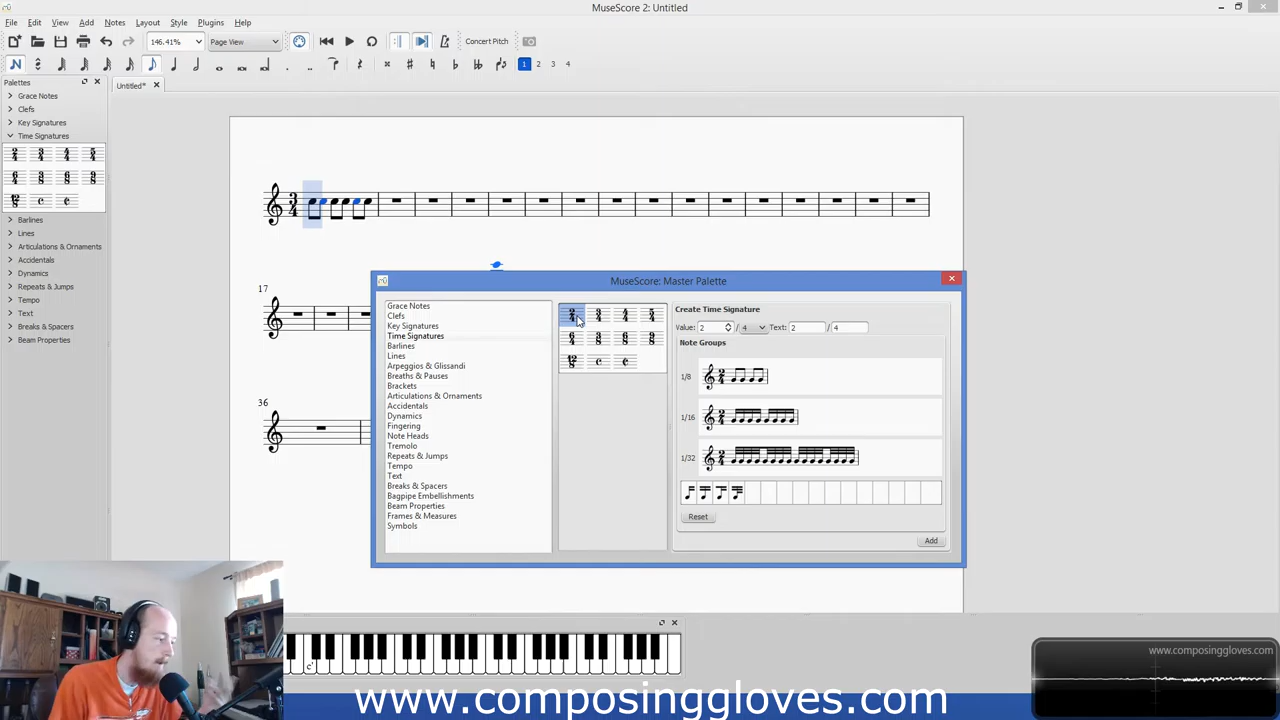 MuseScore 2: Untitled
File Edit View Add Notes Layout Style Plugins Help
146.41% Page View Concert Pitch
1 2 3 4
Palettes
Untitled*
Grace Notes
Clefs
Key Signatures
Time Signatures
Barlines
Lines
Articulations & Ornaments
Accidentals
Dynamics
Repeats & Jumps
Tempo
Text
Breaks & Spacers
Beam Properties
17
36
MuseScore: Master Palette
Grace Notes
Clefs
Key Signatures
Time Signatures
Barlines
Lines
Arpeggios & Glissandi
Breaths & Pauses
Brackets
Articulations & Ornaments
Accidentals
Dynamics
Fingering
Note Heads
Tremolo
Repeats & Jumps
Tempo
Text
Breaks & Spacers
Bagpipe Embellishments
Beam Properties
Frames & Measures
Symbols
Create Time Signature
Value: 2 / 4 Text: 2 / 4
Note Groups
1/8
1/16
1/32
Reset
Add
www.composinggloves.com
www.composinggloves.com